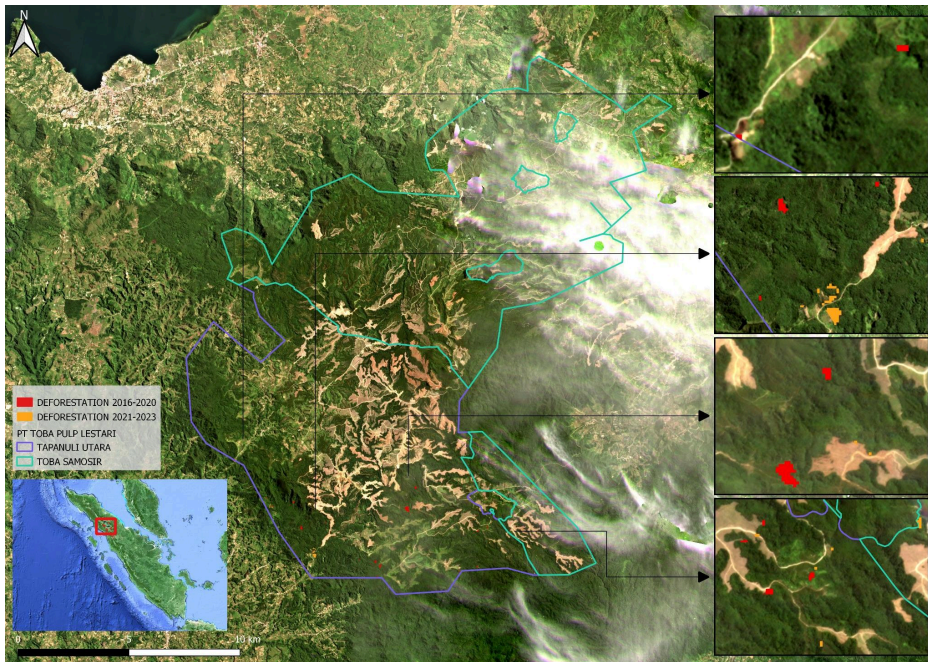 N
DEFORESTATION 2016-2020
DEFORESTATION 2021-2023
PT TOBA PULP LESTARI
TAPANULI UTARA
TOBA SAMOSIR
0 5 10 km